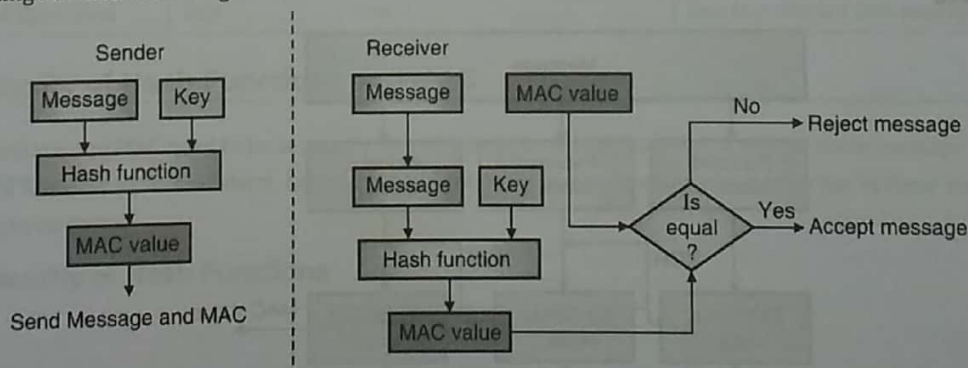 Sender
Message
Key
Hash function
MAC value
Send Message and MAC
Receiver
Message
MAC value
Message
Key
Hash function
MAC value
Is
equal
?
No
Reject message
Yes
Accept message